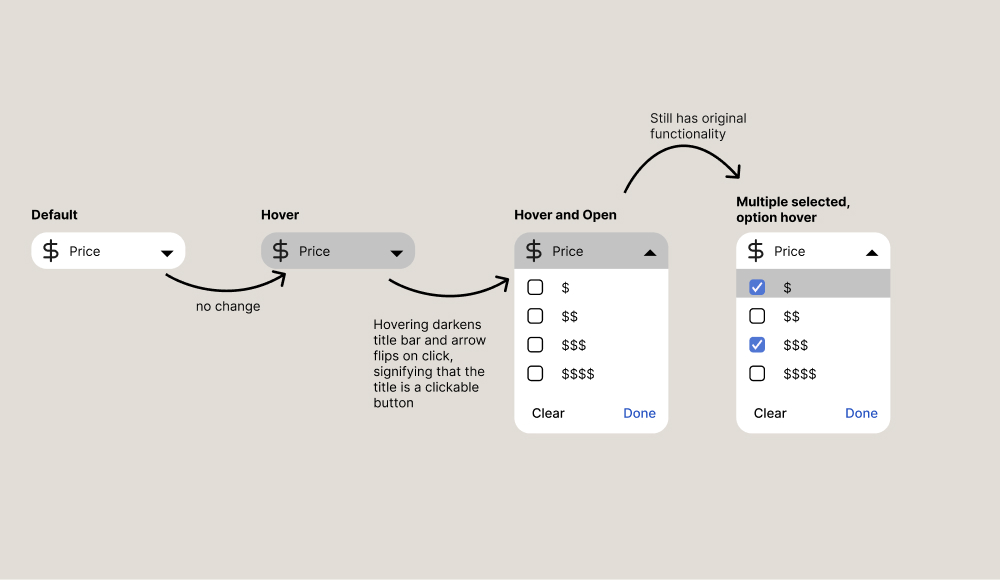 Still has original
functionality
Default
Hover
Hover and Open
Multiple selected,
option hover
$ Price
$ Price
$ Price
$ Price
no change
Hovering darkens
title bar and arrow
flips on click,
signifying that the
title is a clickable
button
$
$$
$$$
$$$$
Clear Done
$
$$
$$$
$$$$
Clear Done